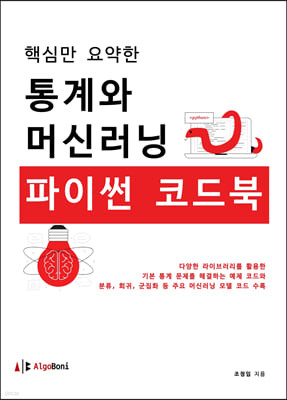 핵심만 요약한
통계와
머신러닝
<python>
파이썬 코드북
다양한 라이브러리를 활용한
기본 통계 문제를 해결하는 예제 코드와
분류, 회귀, 군집화 등 주요 머신러닝 모델 코드 수록
AlgoBoni
조정임 지음